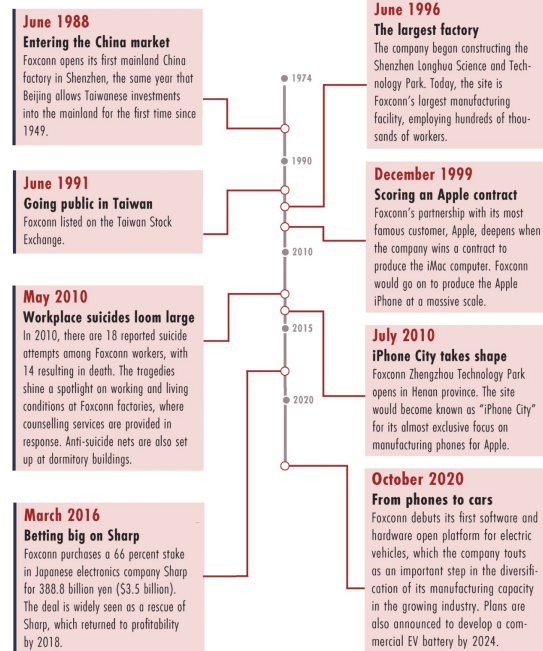 June 1988
Entering the China market
Foxconn opens its first mainland China
factory in Shenzhen, the same year that
Beijing allows Taiwanese investments
into the mainland for the first time since
1949.
June 1991
Going public in Taiwan
Foxconn listed on the Taiwan Stock
Exchange.
May 2010
Workplace suicides loom large
In 2010, there are 18 reported suicide
attempts among Foxconn workers, with
14 resulting in death. The tragedies
shine a spotlight on working and living
conditions at Foxconn factories, where
counselling services are provided in
response. Anti-suicide nets are also set
up at dormitory buildings.
March 2016
Betting big on Sharp
Foxconn purchases a 66 percent stake
in Japanese electronics company Sharp
for 388.8 billion yen ($3.5 billion).
The deal is widely seen as a rescue of
Sharp, which returned to profitability
by 2018.
1974
1990
2010
2015
2020
June 1996
The largest factory
The company began constructing the
Shenzhen Longhua Science and Tech-
nology Park. Today, the site is
Foxconn's largest manufacturing
facility, employing hundreds of thou-
sands of workers.
December 1999
Scoring an Apple contract
Foxconn's partnership with its most
famous customer, Apple, deepens when
the company wins a contract to
produce the iMac computer. Foxconn
would go on to produce the Apple
iPhone at a massive scale.
July 2010
iPhone City takes shape
Foxconn Zhengzhou Technology Park
opens in Henan province. The site
would become known as "iPhone City"
for its almost exclusive focus on
manufacturing phones for Apple.
October 2020
From phones to cars
Foxconn debuts its first software and
hardware open platform for electric
vehicles, which the company touts
as an important step in the diversifi-
cation of its manufacturing capacity
in the growing industry. Plans are
also announced to develop a com-
mercial EV battery by 2024.